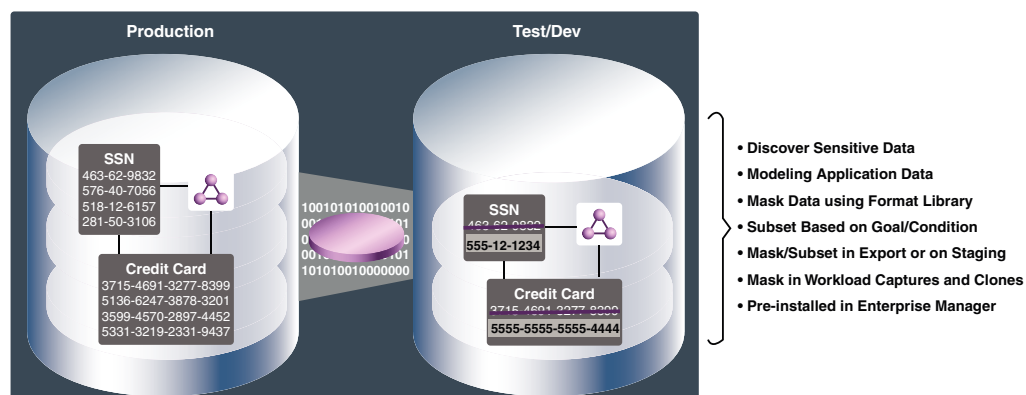 Production
Test/Dev
SSN
463-62-9832
576-40-7056
518-12-6157
281-50-3106
Credit Card
3715-4691-3277-8399
5136-6247-3878-3201
3599-4570-2897-4452
5331-3219-2331-9437
100101010010010
101010010000000
SSN
463-62-9832
555-12-1234
Credit Card
3715-4691-3277-8399
5555-5555-5555-4444
• Discover Sensitive Data
• Modeling Application Data
• Mask Data using Format Library
• Subset Based on Goal/Condition
• Mask/Subset in Export or on Staging
• Mask in Workload Captures and Clones
• Pre-installed in Enterprise Manager